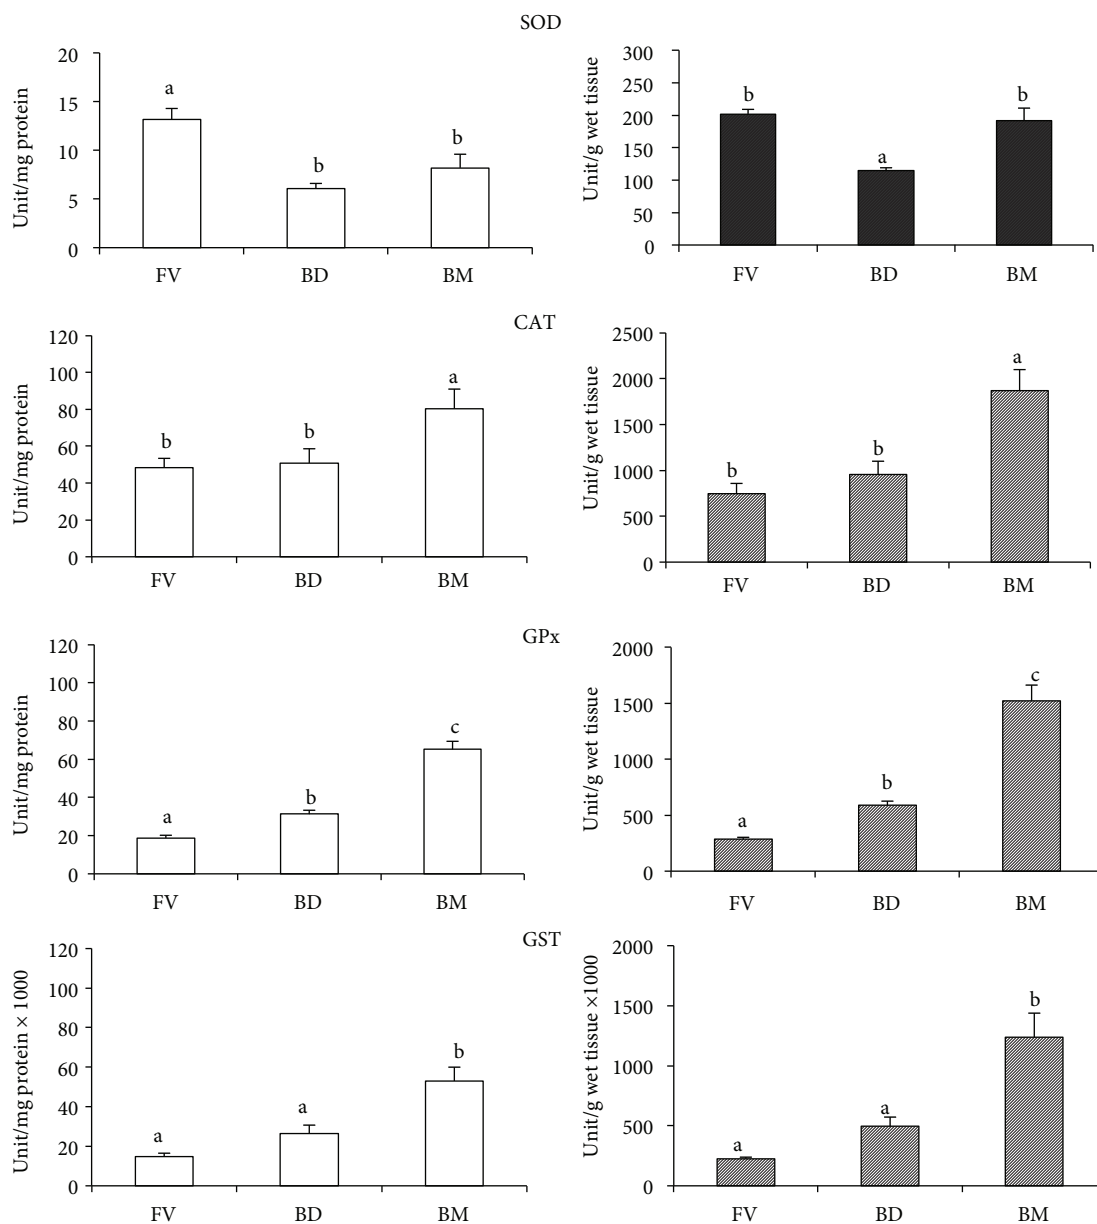 SOD
Unit/mg protein
20
15
10
5
0
a
b
b
FV BD BM
Unit/g wet tissue
300
250
200
150
100
50
0
b
a
b
FV BD BM
CAT
Unit/mg protein
120
100
80
60
40
20
0
b
b
a
FV BD BM
Unit/g wet tissue
2500
2000
1500
1000
500
0
b
b
a
FV BD BM
GPx
Unit/mg protein
120
100
80
60
40
20
0
a
b
c
FV BD BM
Unit/g wet tissue
2000
1500
1000
500
0
a
b
c
FV BD BM
GST
Unit/mg protein × 1000
120
100
80
60
40
20
0
a
a
b
FV BD BM
Unit/g wet tissue ×1000
2000
1500
1000
500
0
a
a
b
FV BD BM